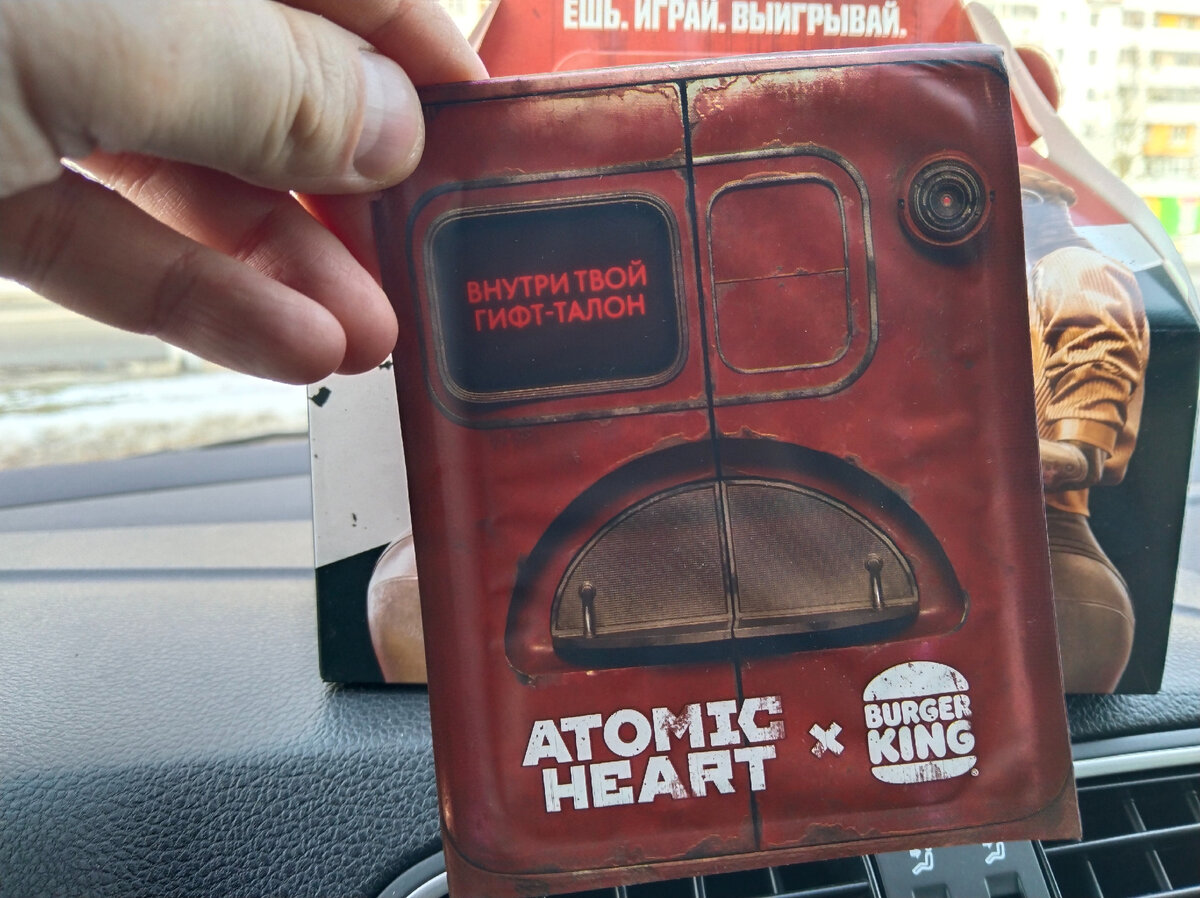 ЕШЬ. ИГРАЙ. ВЫИГРЫВАЙ.
ВНУТРИ ТВОЙ
ГИФТ-ТАЛОН
ATOMIC
HEART
x
BURGER
KING
®